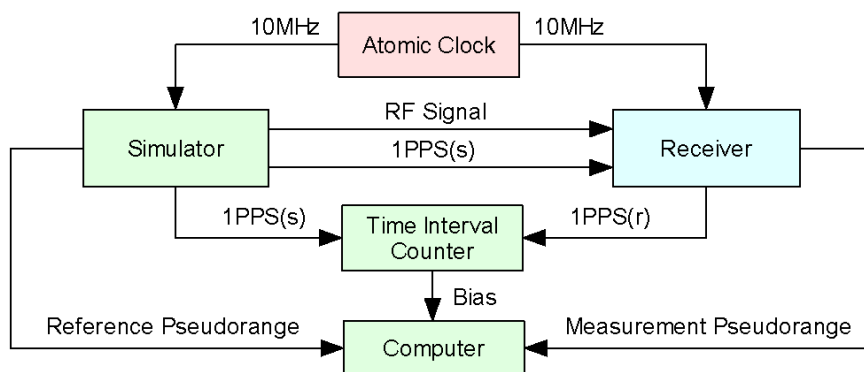 10MHz
Atomic Clock
10MHz
Simulator
RF Signal
1PPS(s)
Receiver
1PPS(s)
Time Interval
Counter
1PPS(r)
Bias
Reference Pseudorange
Computer
Measurement Pseudorange